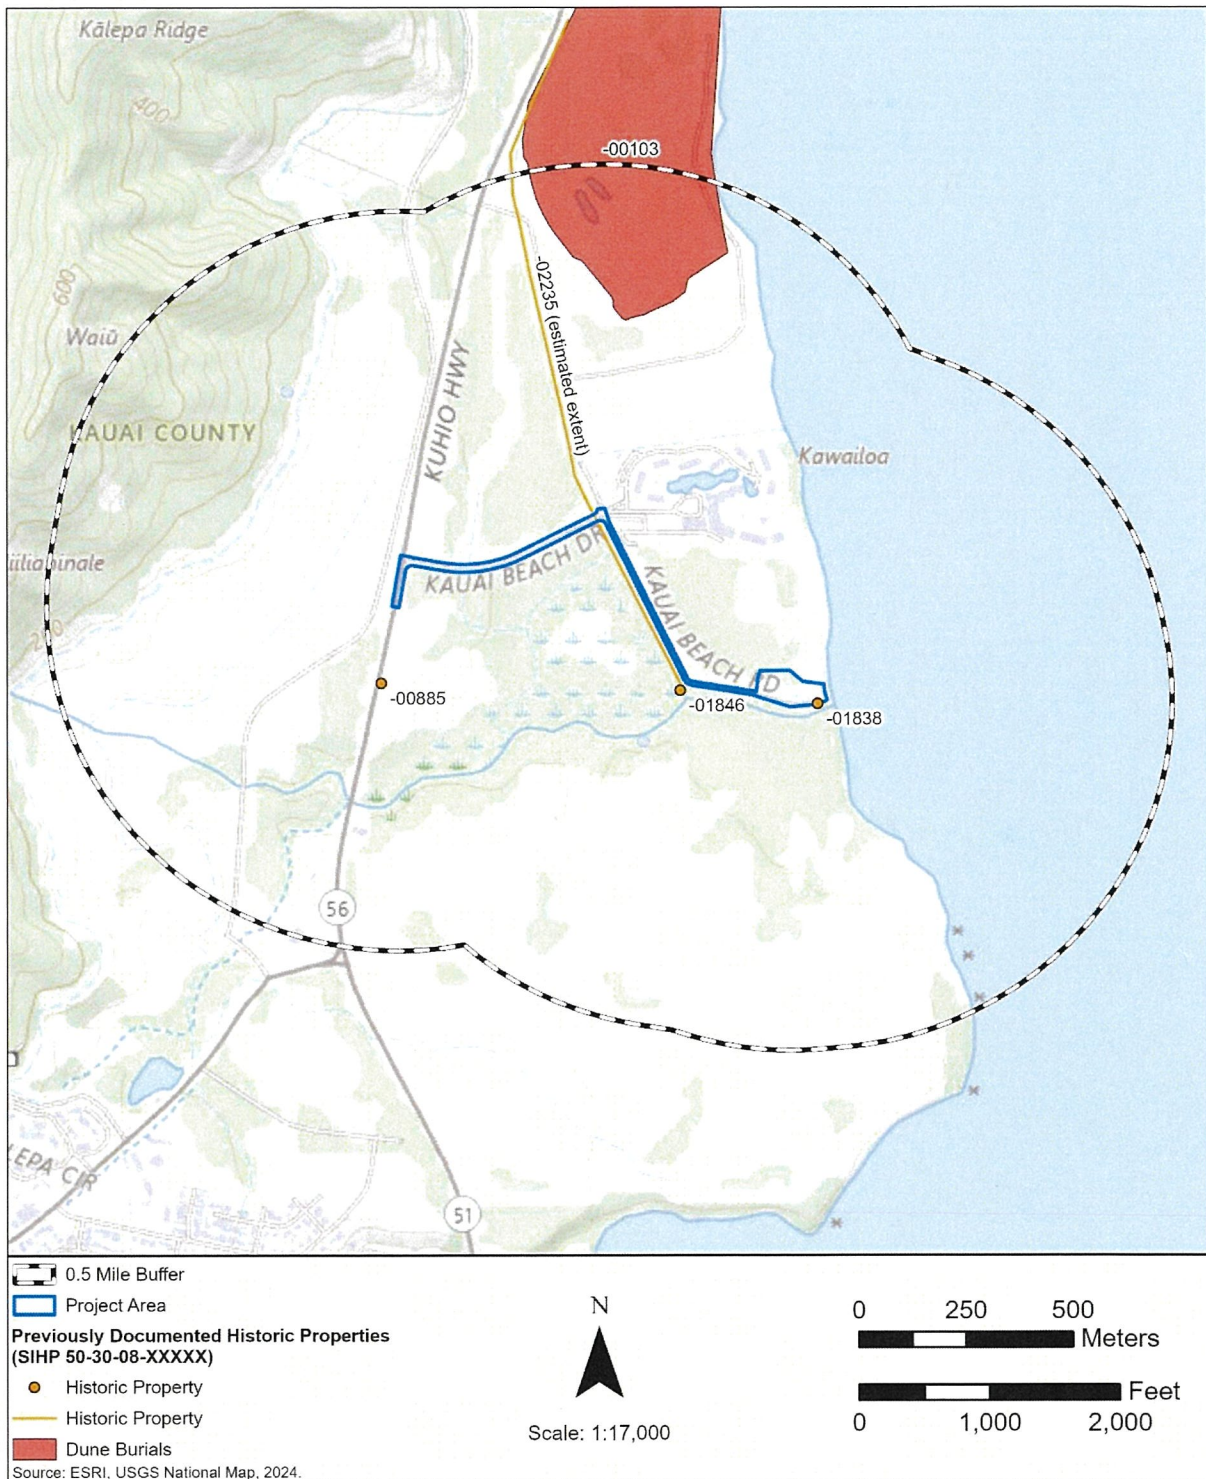 Kālepa Ridge
400
-00103
600
-02235 (estimated extent)
Waiū
KUHIO HWY
KAUAI COUNTY
Kawailoa
KAUAI BEACH DR
KAUAI BEACH RD
-00885
-01846
-01838
56
LEPA CIR
51
0.5 Mile Buffer
Project Area
Previously Documented Historic Properties
(SIHP 50-30-08-XXXXX)
Historic Property
Historic Property
Dune Burials
Source: ESRI, USGS National Map, 2024.
N
Scale: 1:17,000
0 250 500
Meters
Feet
0 1,000 2,000